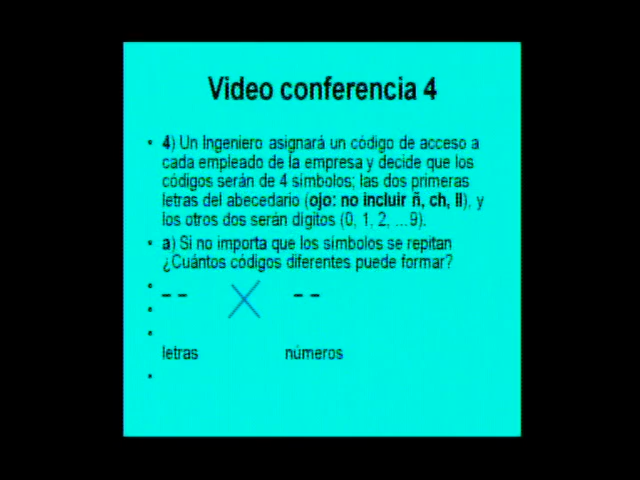 Video conferencia 4
• 4) Un Ingeniero asignará un código de acceso a
cada empleado de la empresa y decide que los
códigos serán de 4 símbolos; las dos primeras
letras del abecedario (ojo: no incluir ñ, ch, ll), y
los otros dos serán dígitos (0, 1, 2, ...9).
• a) Si no importa que los símbolos se repitan
¿Cuántos códigos diferentes puede formar?
• _ _ X _ _
•
•
letras números
•